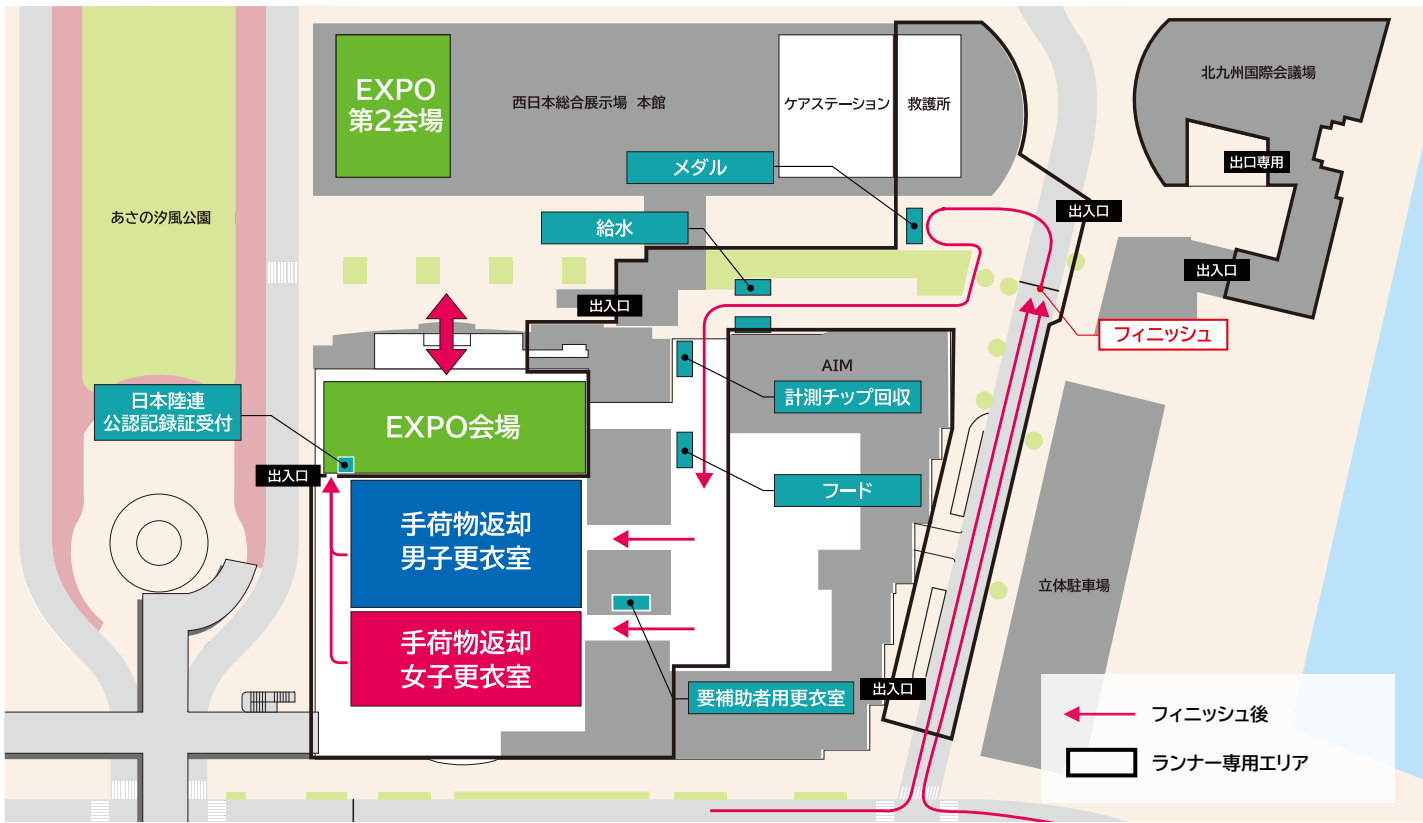 EXPO
第2会場
西日本総合展示場 本館
ケアステーション
救護所
北九州国際会議場
出口専用
メダル
あさの汐風公園
出入口
給水
出入口
出入口
フィニッシュ
AIM
日本陸連
公認記録証受付
計測チップ回収
EXPO会場
出入口
フード
手荷物返却
男子更衣室
立体駐車場
手荷物返却
女子更衣室
要補助者用更衣室
出入口
フィニッシュ後
ランナー専用エリア